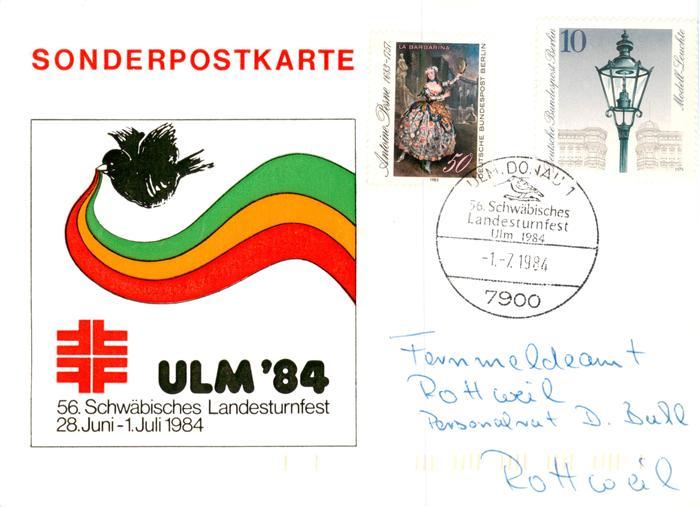 SONDERPOSTKARTE
ULM '84
56. Schwäbisches Landesturnfest
28. Juni - 1. Juli 1984
Antoine Pesne 1683-1757
LA BARBARINA
DEUTSCHE BUNDESPOST BERLIN
50
10
Deutsche Bundespost Berlin
Modell-Leuchte
ULM, DONAU 1
56. Schwäbisches
Landesturnfest
Ulm 1984
-1.-7.1984
7900
Fernmeldeamt
Rottweil
Personalrat D. Bull
Rottweil